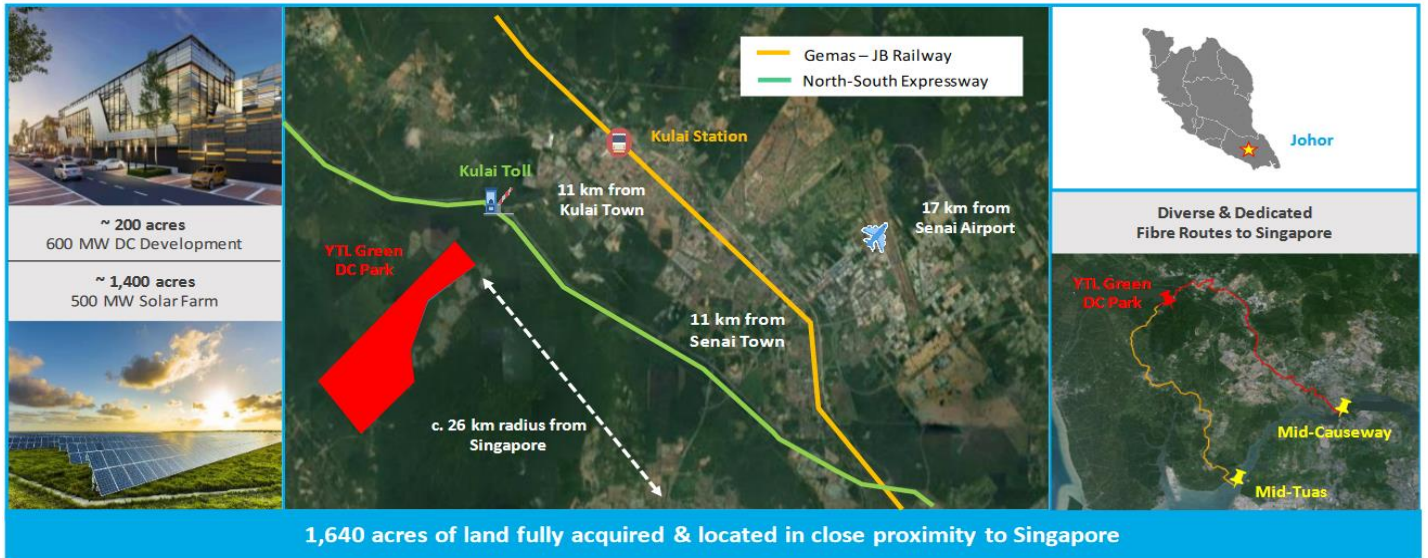 ~ 200 acres
600 MW DC Development
~ 1,400 acres
500 MW Solar Farm
Gemas – JB Railway
North-South Expressway
Kulai Station
Kulai Toll
11 km from
Kulai Town
17 km from
Senai Airport
YTL Green
DC Park
11 km from
Senai Town
c. 26 km radius from
Singapore
Johor
Diverse & Dedicated
Fibre Routes to Singapore
YTL Green
DC Park
Mid-Causeway
Mid-Tuas
1,640 acres of land fully acquired & located in close proximity to Singapore